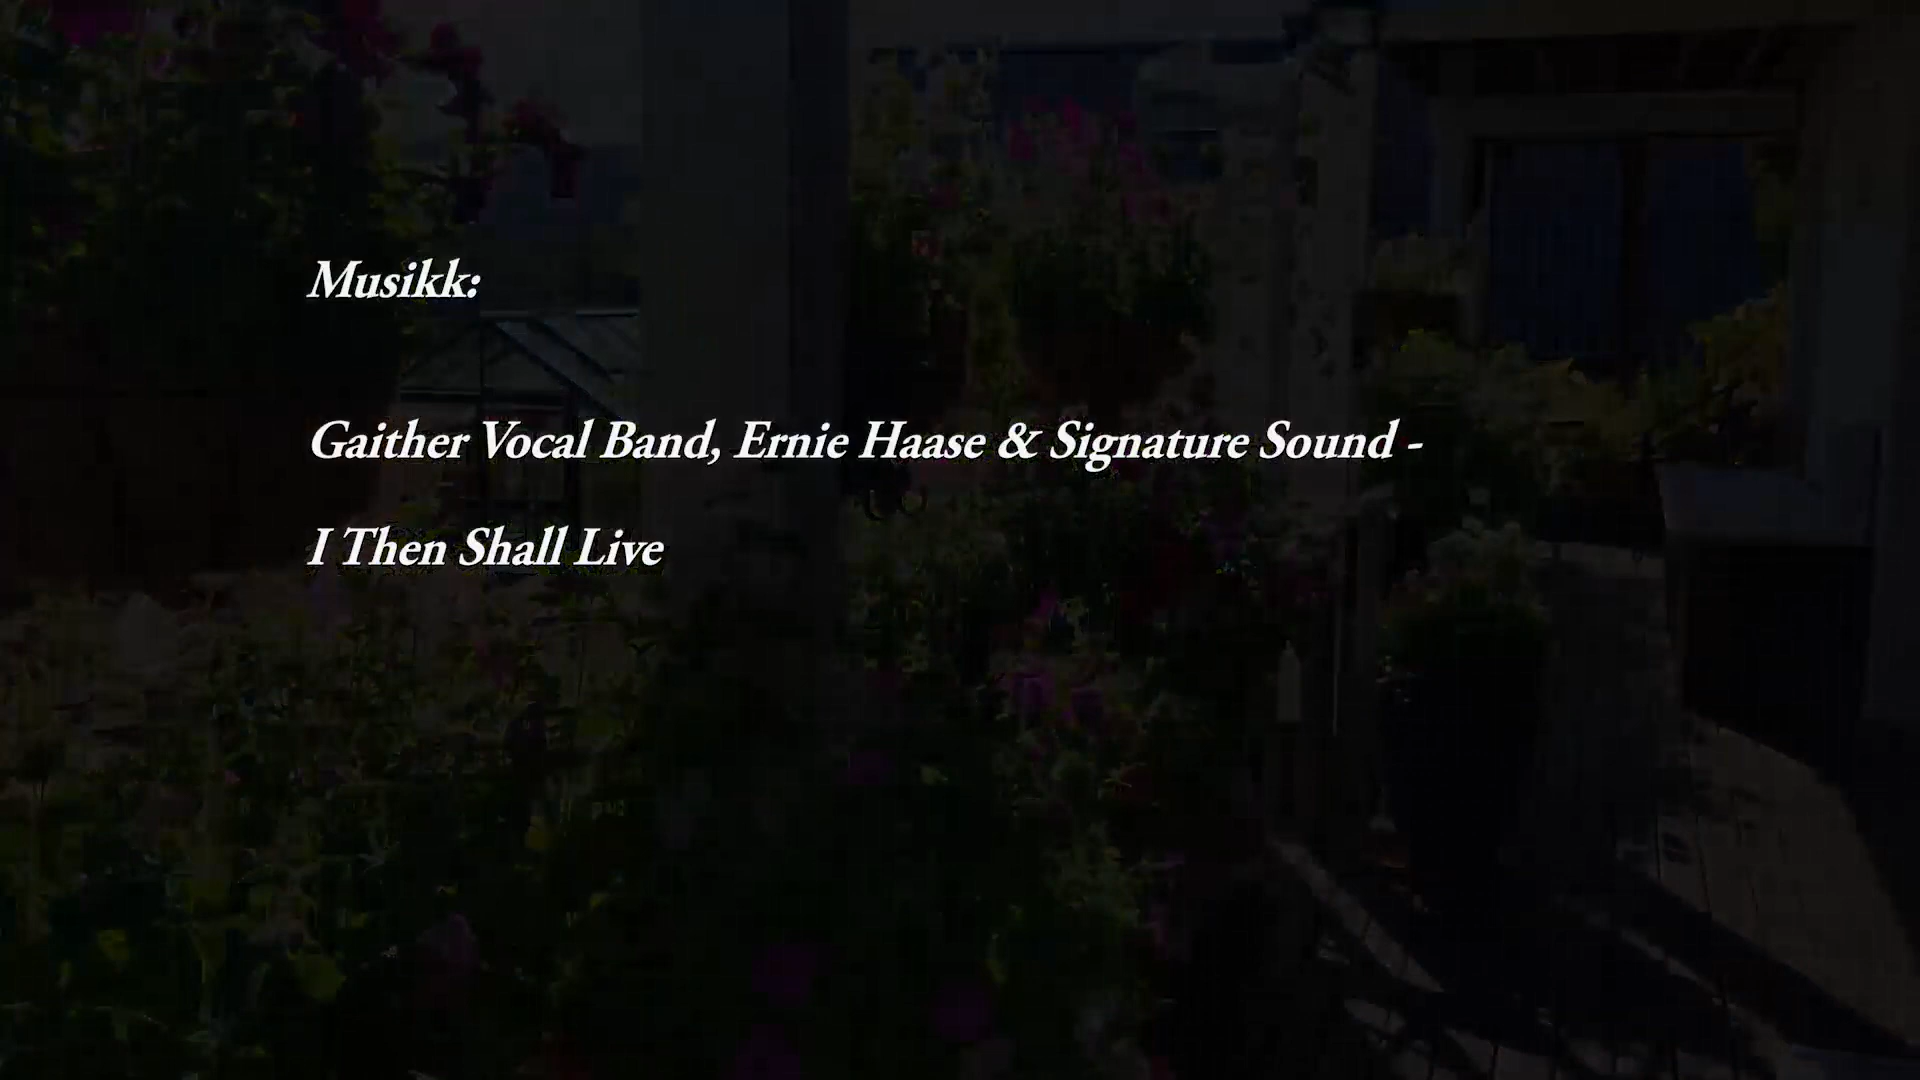 Musikk:
Gaither Vocal Band, Ernie Haase & Signature Sound -
I Then Shall Live